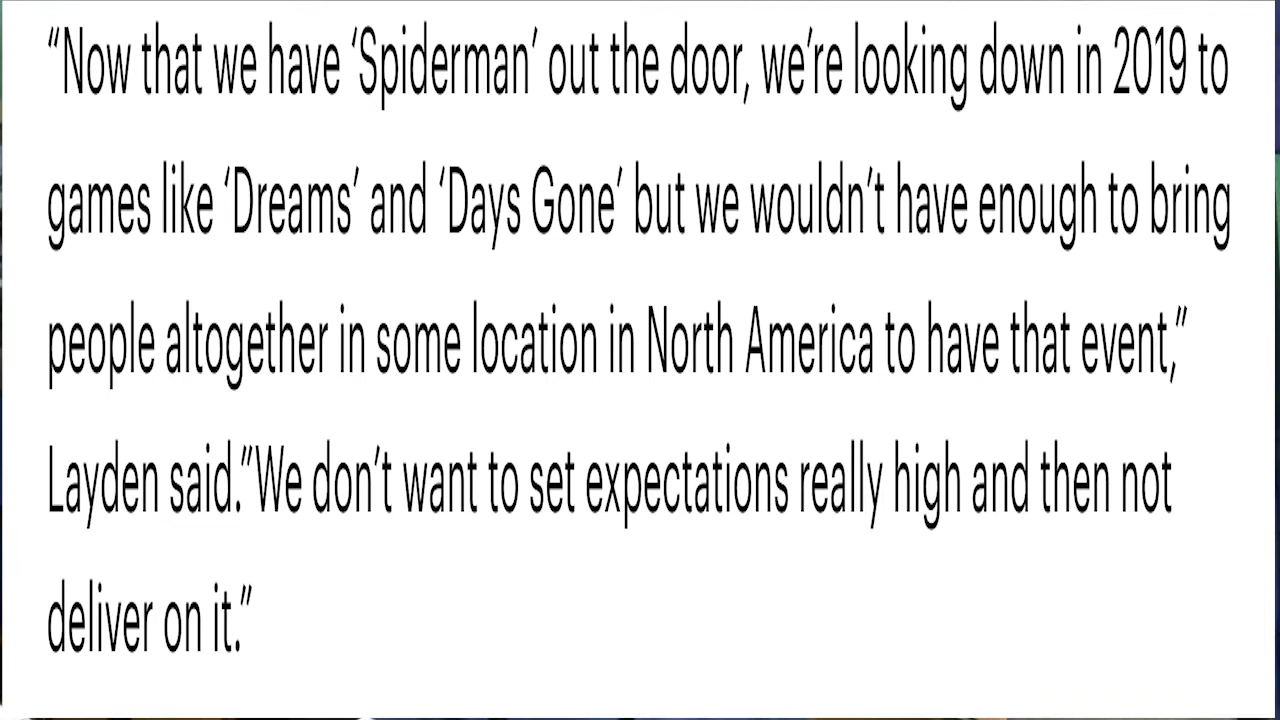 “Now that we have ‘Spiderman’ out the door, we’re looking down in 2019 to
games like ‘Dreams’ and ‘Days Gone’ but we wouldn’t have enough to bring
people altogether in some location in North America to have that event,”
Layden said.”We don’t want to set expectations really high and then not
deliver on it.”